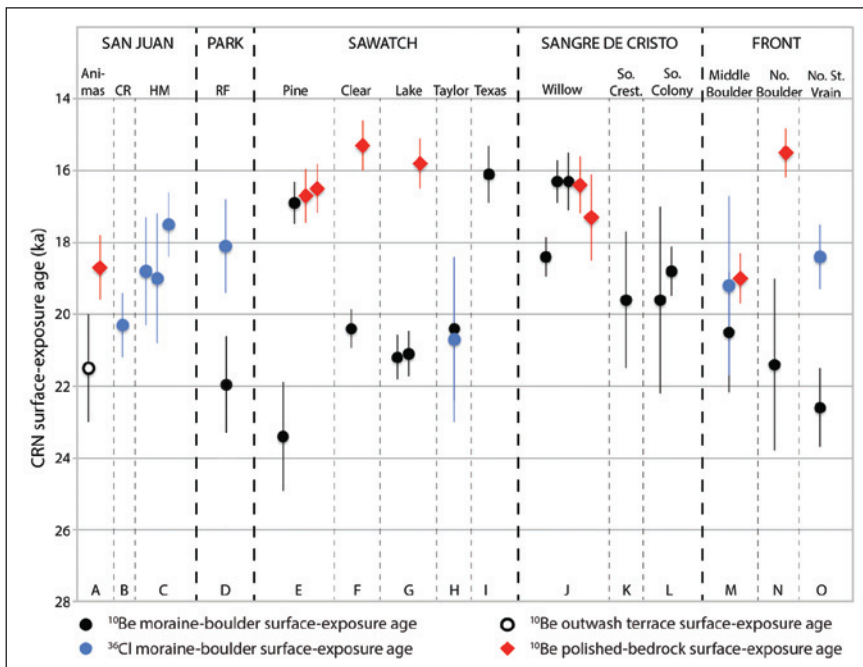 SAN JUAN PARK SAWATCH SANGRE DE CRISTO FRONT
Ani-
mas CR HM RF Pine Clear Lake Taylor Texas Willow So.
Crest. So.
Colony Middle
Boulder No.
Boulder No. St.
Vrain
14
16
18
20
22
24
26
28
CRN surface-exposure age (ka)
A B C D E F G H I J K L M N O
¹⁰Be moraine-boulder surface-exposure age
³⁶Cl moraine-boulder surface-exposure age
¹⁰Be outwash terrace surface-exposure age
¹⁰Be polished-bedrock surface-exposure age